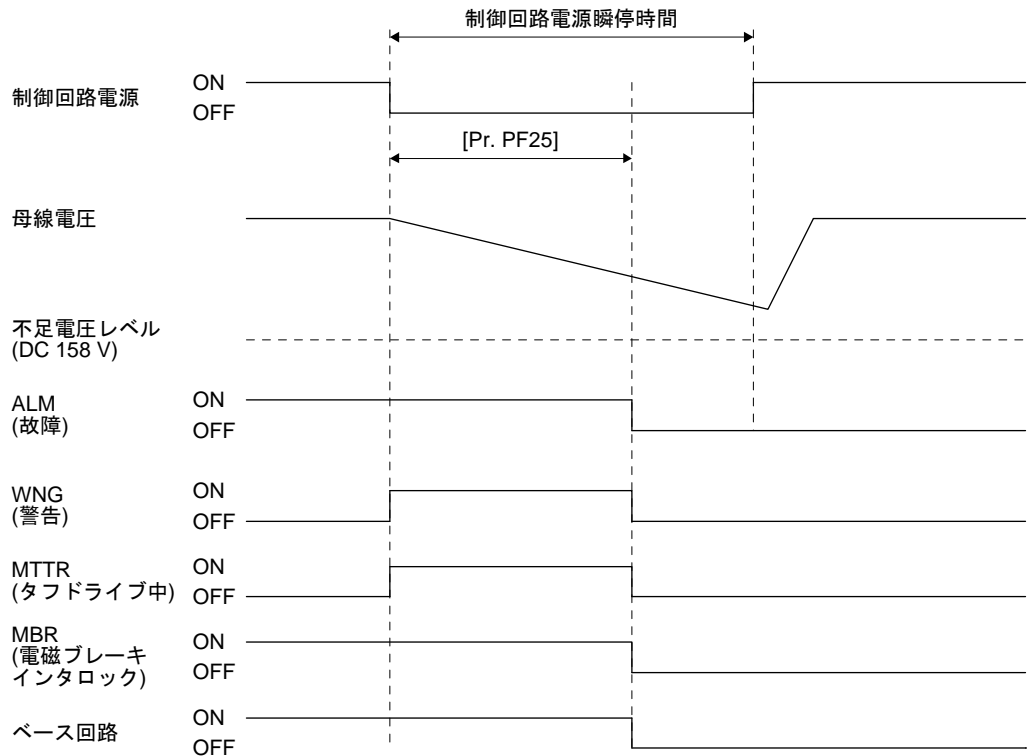 制御回路電源瞬停時間
制御回路電源
ON
OFF
[Pr. PF25]
母線電圧
不足電圧レベル
(DC 158 V)
ALM
(故障)
ON
OFF
WNG
(警告)
ON
OFF
MTTR
(タフドライブ中)
ON
OFF
MBR
(電磁ブレーキ
インタロック)
ON
OFF
ベース回路
ON
OFF